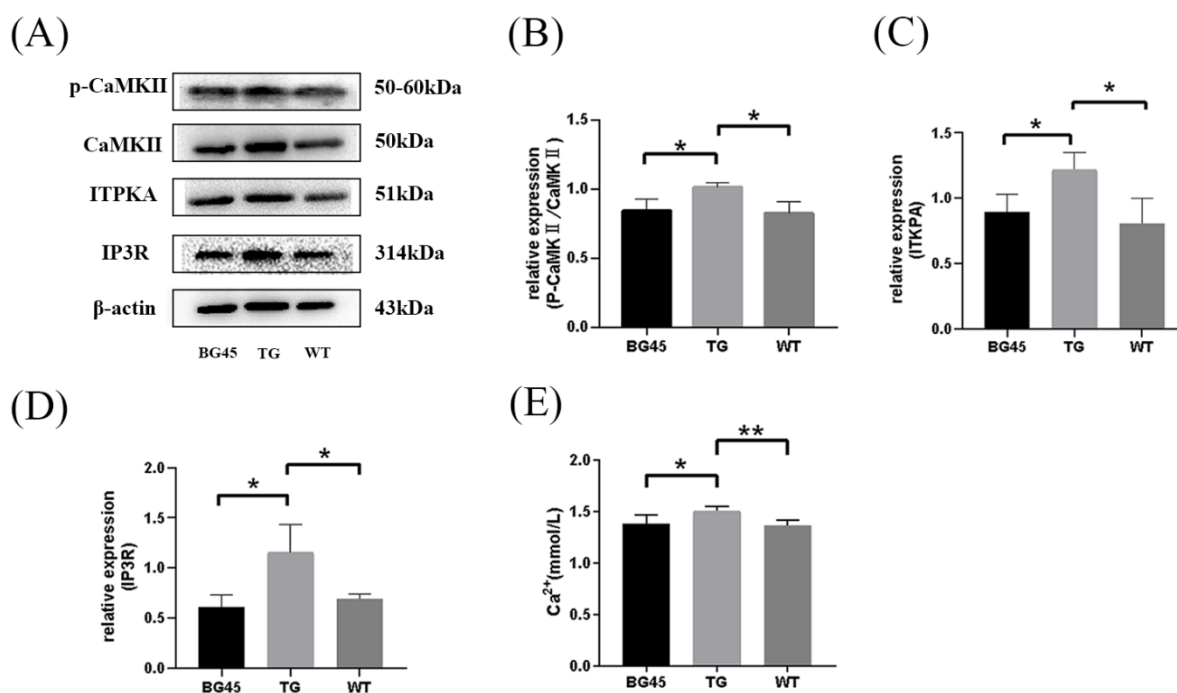 (A)
p-CaMKII 50-60kDa
CaMKII 50kDa
ITPKA 51kDa
IP3R 314kDa
β-actin 43kDa
BG45 TG WT
(B)
relative expression
(P-CaMK Ⅱ /CaMK Ⅱ)
1.5
1.0
0.5
0.0
* *
BG45 TG WT
(C)
relative expression
(ITKPA)
1.5
1.0
0.5
0.0
* *
BG45 TG WT
(D)
relative expression
(IP3R)
2.0
1.5
1.0
0.5
0.0
* *
BG45 TG WT
(E)
Ca²⁺(mmol/L)
2.0
1.5
1.0
0.5
0.0
* **
BG45 TG WT